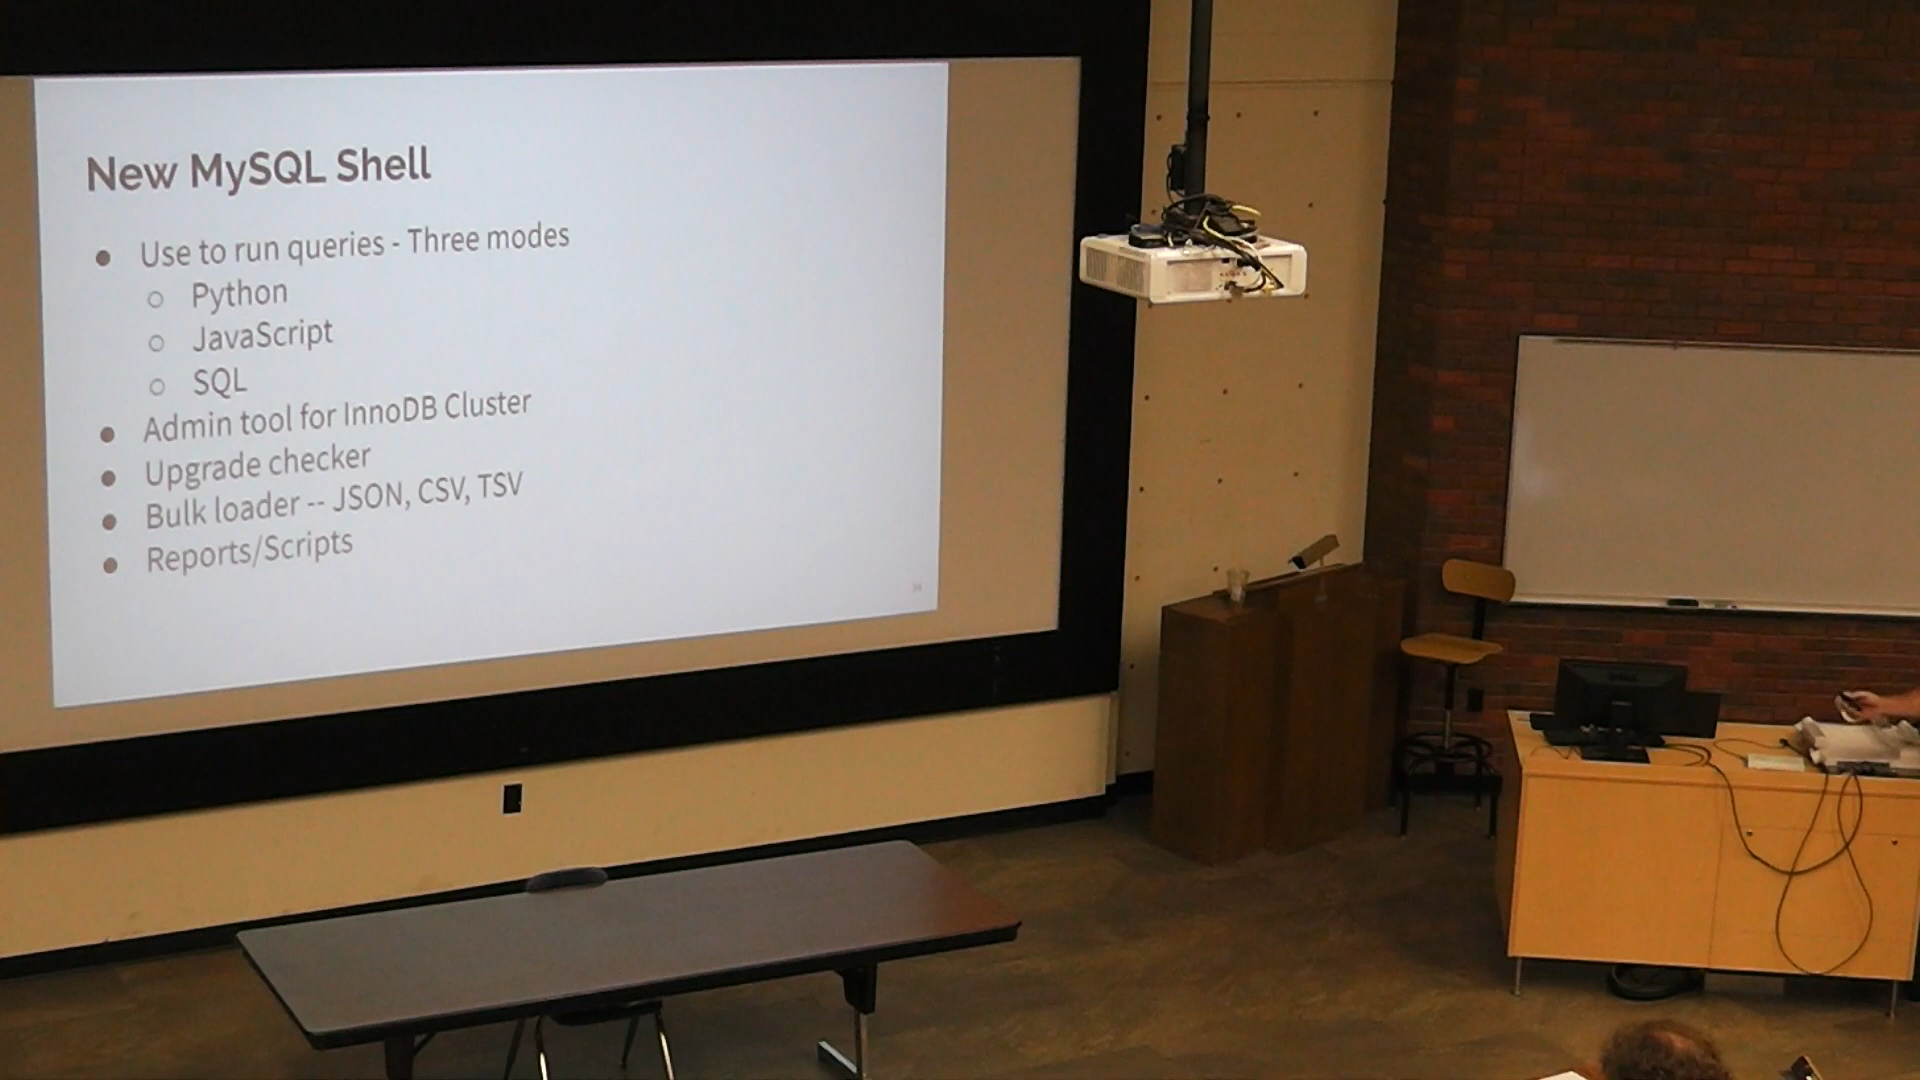 New MySQL Shell
● Use to run queries - Three modes
○ Python
○ JavaScript
○ SQL
● Admin tool for InnoDB Cluster
● Upgrade checker
● Bulk loader -- JSON, CSV, TSV
● Reports/Scripts